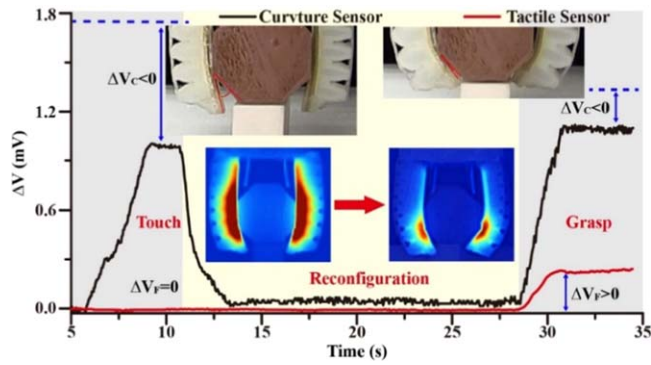 Curvture Sensor
Tactile Sensor
1.8
1.2
0.6
0.0
ΔV (mV)
ΔVC<0
ΔVC<0
Touch
Grasp
Reconfiguration
ΔVF=0
ΔVF>0
5
10
15
20
25
30
35
Time (s)